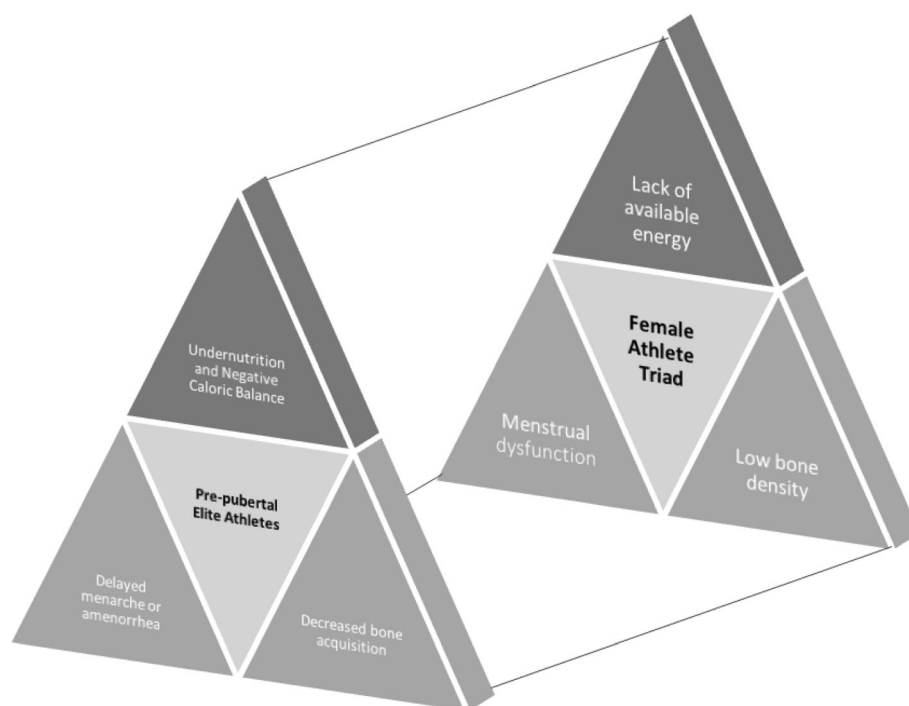 Undernutrition
and Negative
Caloric Balance
Pre-pubertal
Elite Athletes
Delayed
menarche or
amenorrhea
Decreased bone
acquisition
Lack of
available
energy
Female
Athlete
Triad
Menstrual
dysfunction
Low bone
density